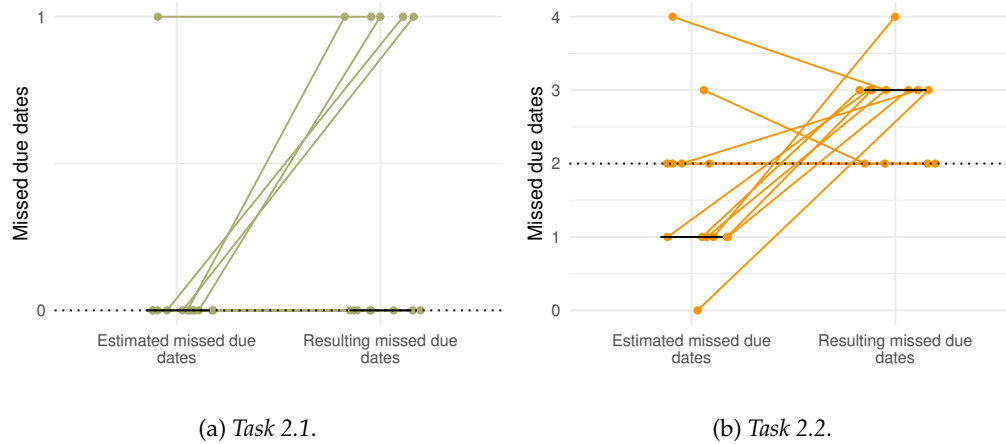 Missed due dates
1
0
Estimated missed due
dates
Resulting missed due
dates
(a) Task 2.1.
Missed due dates
4
3
2
1
0
Estimated missed due
dates
Resulting missed due
dates
(b) Task 2.2.